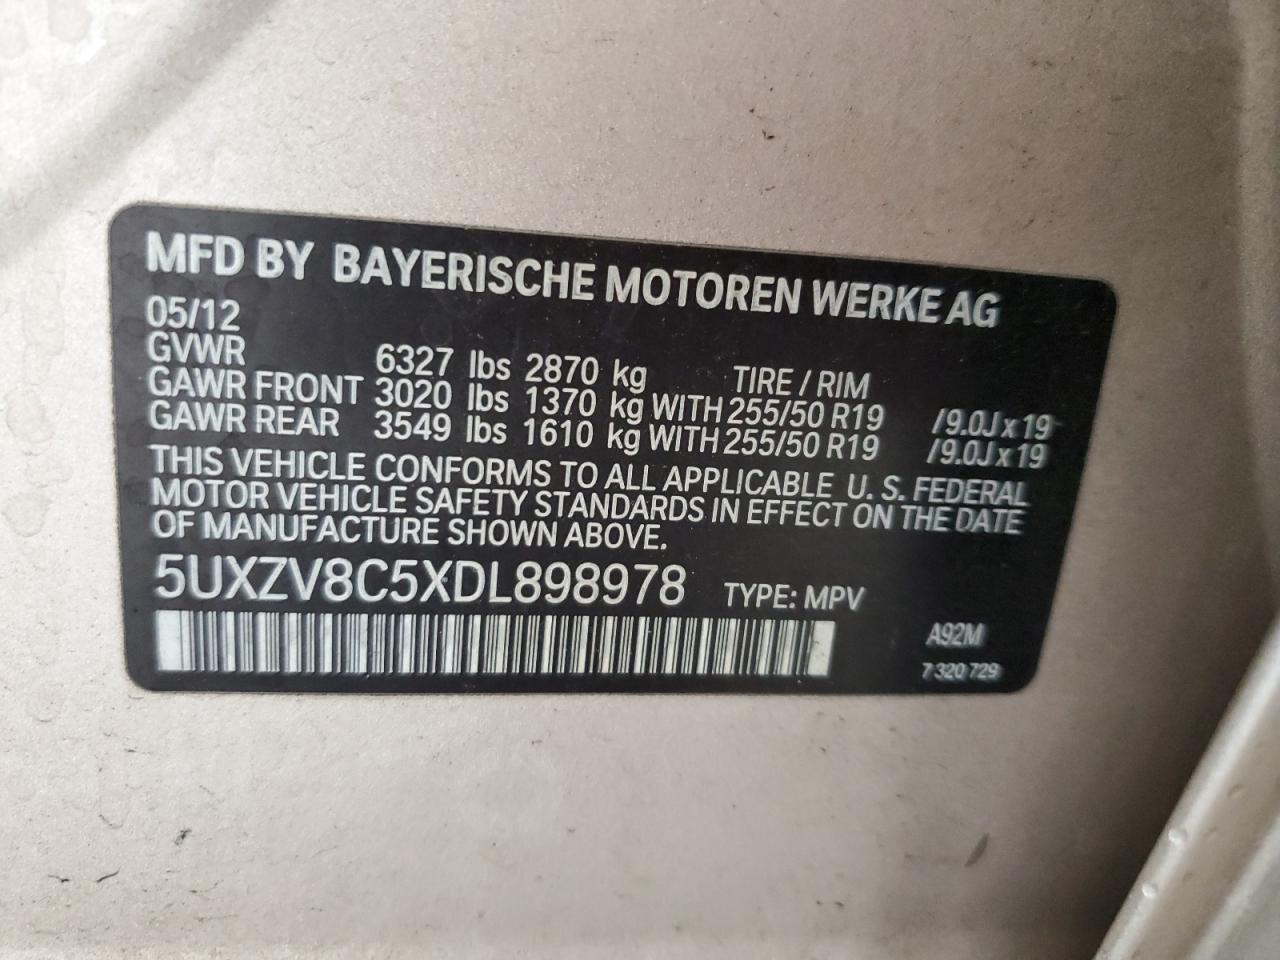 MFD BY BAYERISCHE MOTOREN WERKE AG
05/12
GVWR 6327 lbs 2870 kg TIRE / RIM
GAWR FRONT 3020 lbs 1370 kg WITH 255/50 R19 /9.0J x 19
GAWR REAR 3549 lbs 1610 kg WITH 255/50 R19 /9.0J x 19
THIS VEHICLE CONFORMS TO ALL APPLICABLE U. S. FEDERAL
MOTOR VEHICLE SAFETY STANDARDS IN EFFECT ON THE DATE
OF MANUFACTURE SHOWN ABOVE.
5UXZV8C5XDL898978 TYPE: MPV
A92M
7 320 729